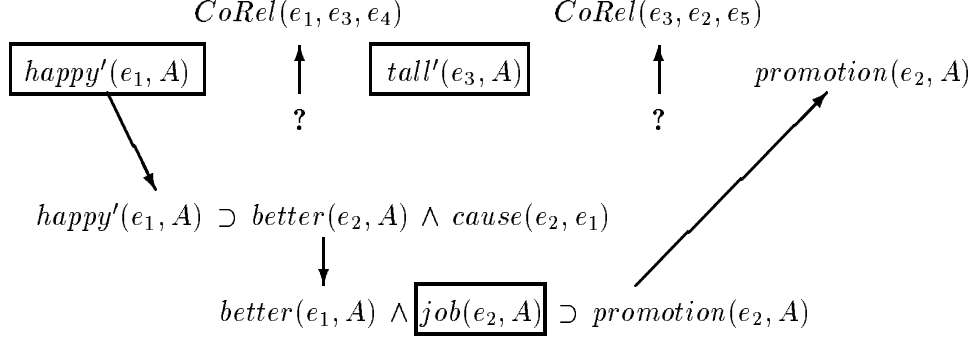 CoRel(e₁, e₃, e₄) CoRel(e₃, e₂, e₅)
happy′(e₁, A) tall′(e₃, A) promotion(e₂, A)
? ?
happy′(e₁, A) ⊃ better(e₂, A) ∧ cause(e₂, e₁)
better(e₁, A) ∧ job(e₂, A) ⊃ promotion(e₂, A)